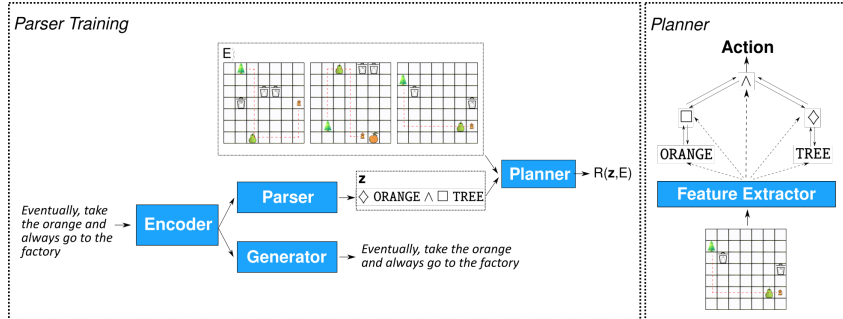 Parser Training
E
Eventually, take
the orange and
always go to the
factory
Encoder
Parser
Generator
z
◇ ORANGE ∧ □ TREE
Eventually, take the orange
and always go to the factory
Planner
R(z,E)
Planner
Action
∧
□
◇
ORANGE
TREE
Feature Extractor